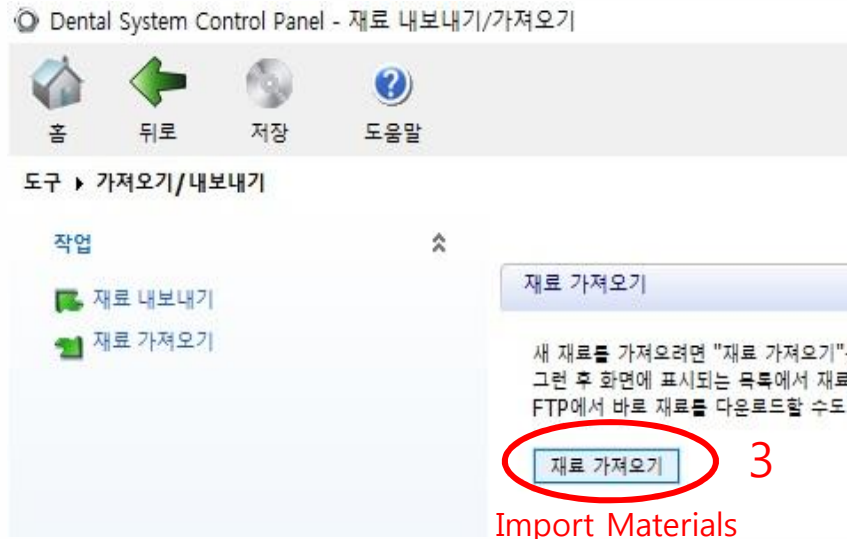 Dental System Control Panel - 재료 내보내기/가져오기
홈 뒤로 저장 도움말
도구 ▸ 가져오기/내보내기
작업
재료 내보내기
재료 가져오기
재료 가져오기
새 재료를 가져오려면 "재료 가져오기"
그런 후 화면에 표시되는 목록에서 재료
FTP에서 바로 재료를 다운로드할 수도
재료 가져오기 3
Import Materials